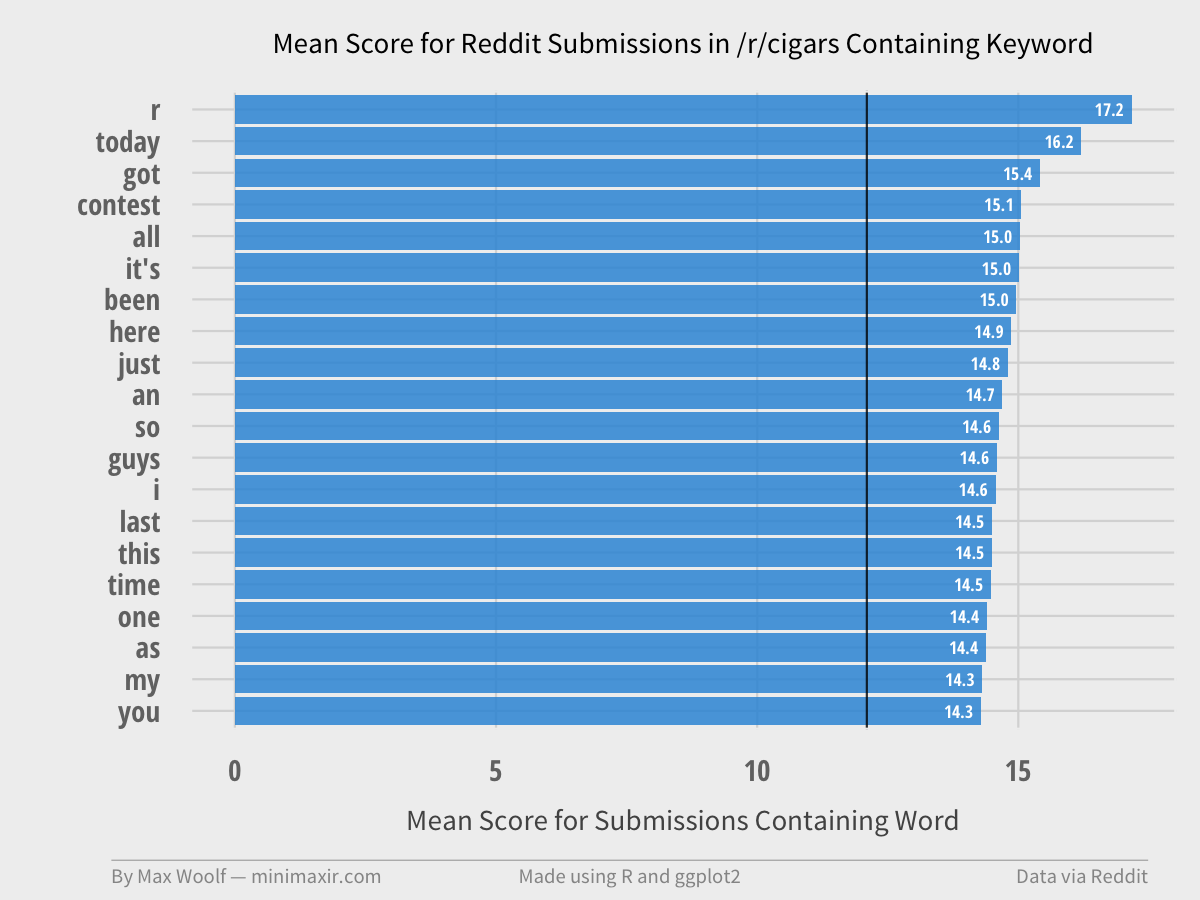 Mean Score for Reddit Submissions in /r/cigars Containing Keyword
r 17.2
today 16.2
got 15.4
contest 15.1
all 15.0
it's 15.0
been 15.0
here 14.9
just 14.8
an 14.7
so 14.6
guys 14.6
i 14.6
last 14.5
this 14.5
time 14.5
one 14.4
as 14.4
my 14.3
you 14.3
0 5 10 15
Mean Score for Submissions Containing Word
By Max Woolf — minimaxir.com Made using R and ggplot2 Data via Reddit